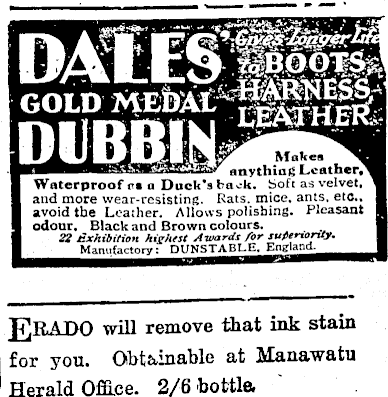 DALES'
GOLD MEDAL
DUBBIN
Gives Longer Life
to BOOTS
HARNESS
LEATHER
Makes
anything Leather,
Waterproof as a Duck's back. Soft as velvet,
and more wear-resisting. Rats, mice, ants, etc.,
avoid the Leather. Allows polishing. Pleasant
odour. Black and Brown colours.
22 Exhibition highest Awards for superiority.
Manufactory: DUNSTABLE, England.
ERADO will remove that ink stain
for you. Obtainable at Manawatu
Herald Office. 2/6 bottle.